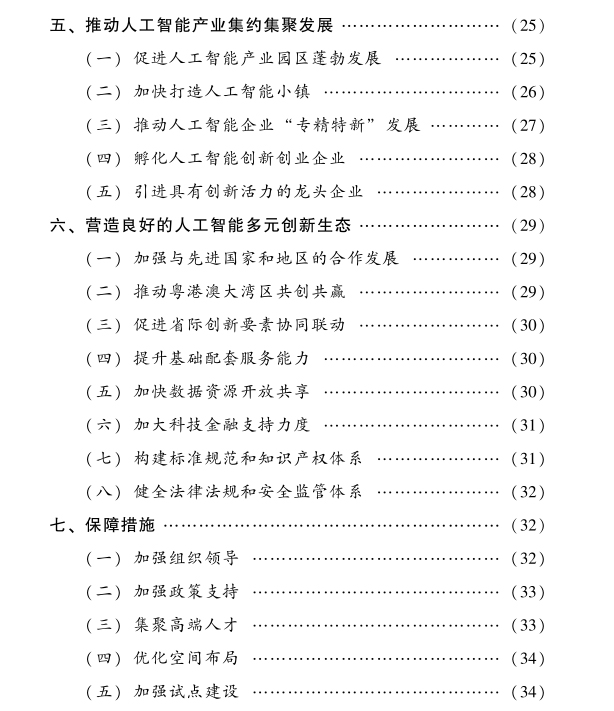 五、推动人工智能产业集约集聚发展 ……………………… (25)
(一) 促进人工智能产业园区蓬勃发展 ……………… (25)
(二) 加快打造人工智能小镇 ……………………… (26)
(三) 推动人工智能企业“专精特新”发展 ………… (27)
(四) 孵化人工智能创新创业企业 ………………… (28)
(五) 引进具有创新活力的龙头企业 ……………… (28)
六、营造良好的人工智能多元创新生态 ………………… (29)
(一) 加强与先进国家和地区的合作发展 ………… (29)
(二) 推动粤港澳大湾区共创共赢 ………………… (29)
(三) 促进省际创新要素协同联动 ………………… (30)
(四) 提升基础配套服务能力 ……………………… (30)
(五) 加快数据资源开放共享 ……………………… (30)
(六) 加大科技金融支持力度 ……………………… (31)
(七) 构建标准规范和知识产权体系 ……………… (31)
(八) 健全法律法规和安全监管体系 ……………… (32)
七、保障措施 ……………………………………………… (32)
(一) 加强组织领导 ………………………………… (32)
(二) 加强政策支持 ………………………………… (33)
(三) 集聚高端人才 ………………………………… (33)
(四) 优化空间布局 ………………………………… (34)
(五) 加强试点建设 ………………………………… (34)